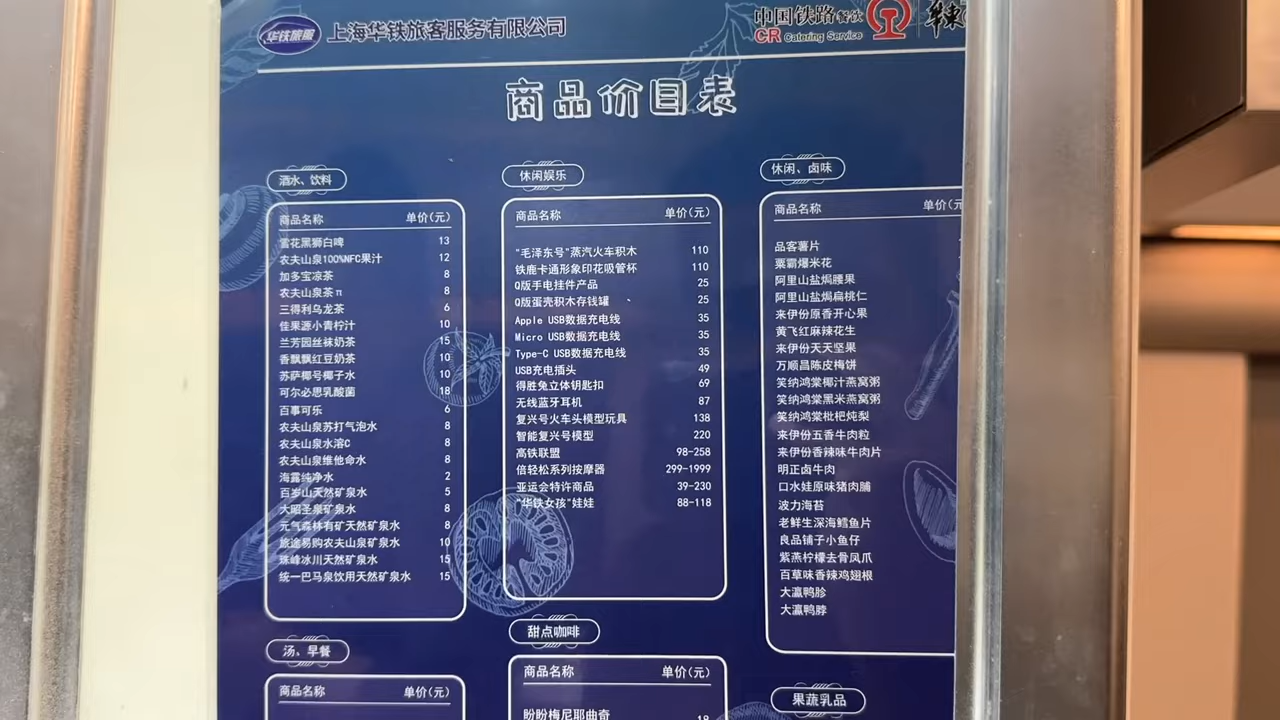 华铁旅服 上海华铁旅客服务有限公司
中国铁路餐饮
CR Catering Service
商品价目表
酒水、饮料
商品名称 单价(元)
雪花黑狮白啤 13
农夫山泉100%NFC果汁 12
加多宝凉茶 8
农夫山泉茶π 8
三得利乌龙茶 6
佳果源小青柠汁 10
兰芳园丝袜奶茶 15
香飘飘红豆奶茶 10
苏萨椰号椰子水 10
可尔必思乳酸菌 18
百事可乐 6
农夫山泉苏打气泡水 8
农夫山泉水溶C 8
农夫山泉维他命水 8
海露纯净水 2
百岁山天然矿泉水 5
大昭圣泉矿泉水 8
元气森林有矿天然矿泉水 8
旅途易购农夫山泉矿泉水 10
珠峰冰川天然矿泉水 15
统一巴马泉饮用天然矿泉水 15
汤、早餐
商品名称 单价(元)
休闲娱乐
商品名称 单价(元)
"毛泽东号"蒸汽火车积木 110
铁鹿卡通形象印花吸管杯 110
Q版手电挂件产品 25
Q版蛋壳积木存钱罐 25
Apple USB数据充电线 35
Micro USB数据充电线 35
Type-C USB数据充电线 35
USB充电插头 49
得胜兔立体钥匙扣 69
无线蓝牙耳机 87
复兴号火车头模型玩具 138
智能复兴号模型 220
高铁联盟 98-258
倍轻松系列按摩器 299-1999
亚运会特许商品 39-230
"华铁女孩"娃娃 88-118
甜点咖啡
商品名称 单价(元)
盼盼梅尼耶曲奇
休闲、卤味
商品名称 单价(元
品客薯片
粟霸爆米花
阿里山盐焗腰果
阿里山盐焗扁桃仁
来伊份原香开心果
黄飞红麻辣花生
来伊份天天坚果
万顺昌陈皮梅饼
笑纳鸿棠椰汁燕窝粥
笑纳鸿棠黑米燕窝粥
笑纳鸿棠枇杷炖梨
来伊份五香牛肉粒
来伊份香辣味牛肉片
明正卤牛肉
口水娃原味猪肉脯
波力海苔
老鲜生深海鳕鱼片
良品铺子小鱼仔
紫燕柠檬去骨凤爪
百草味香辣鸡翅根
大瀛鸭胗
大瀛鸭脖
果蔬乳品